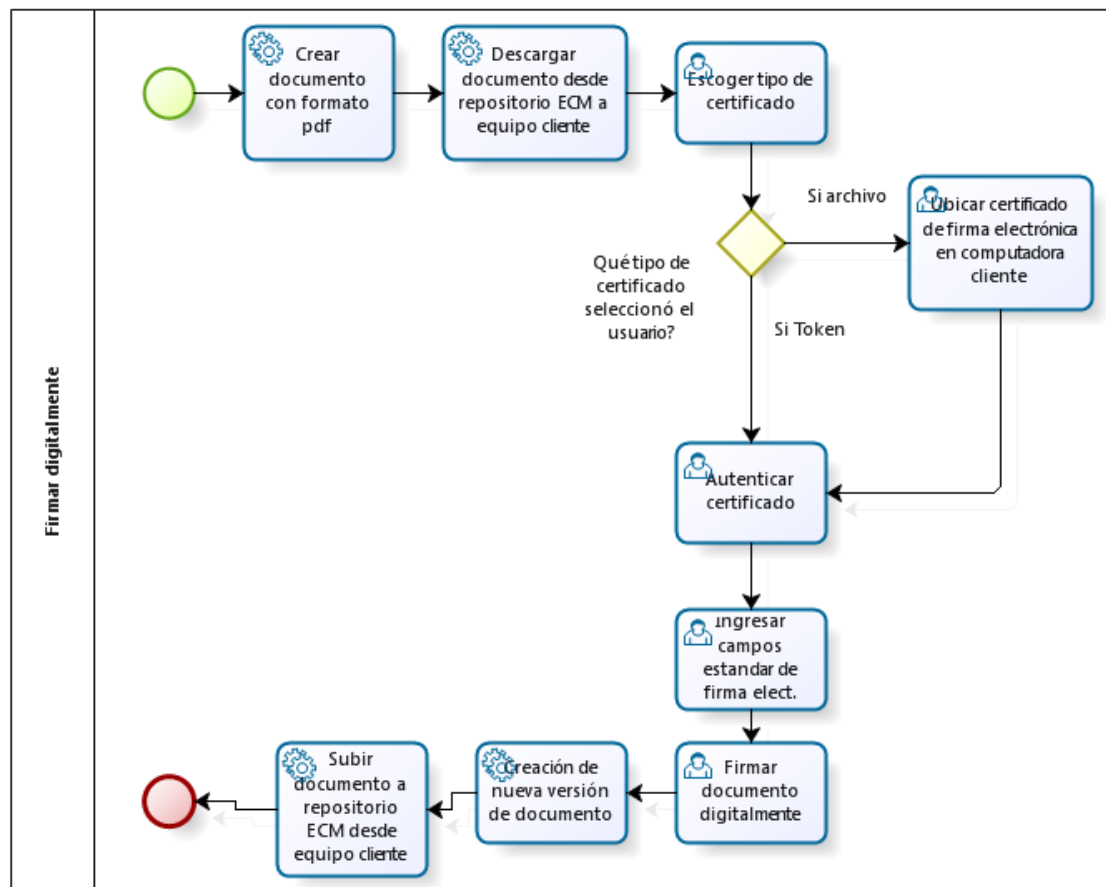 Firmar digitalmente
Crear
documento
con formato
pdf
Descargar
documento desde
repositorio ECM a
equipo cliente
Escoger tipo de
certificado
Si archivo
Ubicar certificado
de firma electrónica
en computadora
cliente
Qué tipo de
certificado
seleccionó el
usuario?
Si Token
Autenticar
certificado
Ingresar
campos
estandar de
firma elect.
Firmar
documento
digitalmente
Creación de
nueva versión
de documento
Subir
documento a
repositorio
ECM desde
equipo cliente